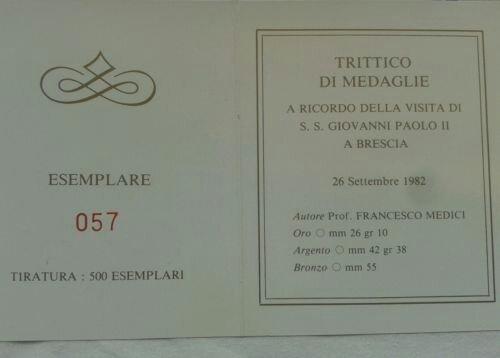 ESEMPLARE
057
TIRATURA : 500 ESEMPLARI
TRITTICO
DI MEDAGLIE
A RICORDO DELLA VISITA DI
S. S. GIOVANNI PAOLO II
A BRESCIA
26 Settembre 1982
Autore Prof. FRANCESCO MEDICI
Oro ○ mm 26 gr 10
Argento ○ mm 42 gr 38
Bronzo ○ mm 55